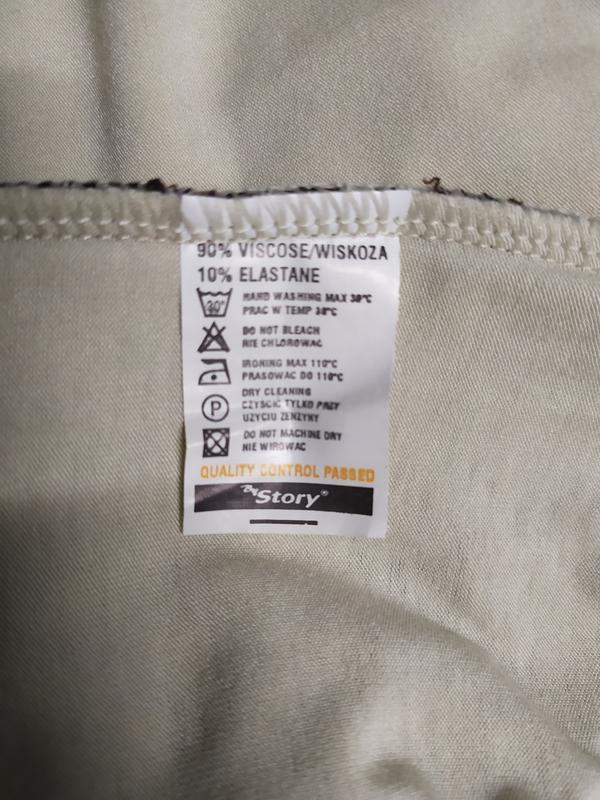 90% VISCOSE/WISKOZA
10% ELASTANE
30°
HAND WASHING MAX 30°C
PRAC W TEMP 30°C
DO NOT BLEACH
NIE CHLOROWAC
IRONING MAX 110°C
PRASOWAC DO 110°C
P
DRY CLEANING
CZYSCIC TYLKO PRZY
UZYCIU ZENZYNY
DO NOT MACHINE DRY
NIE WIROWAC
QUALITY CONTROL PASSED
By Story®